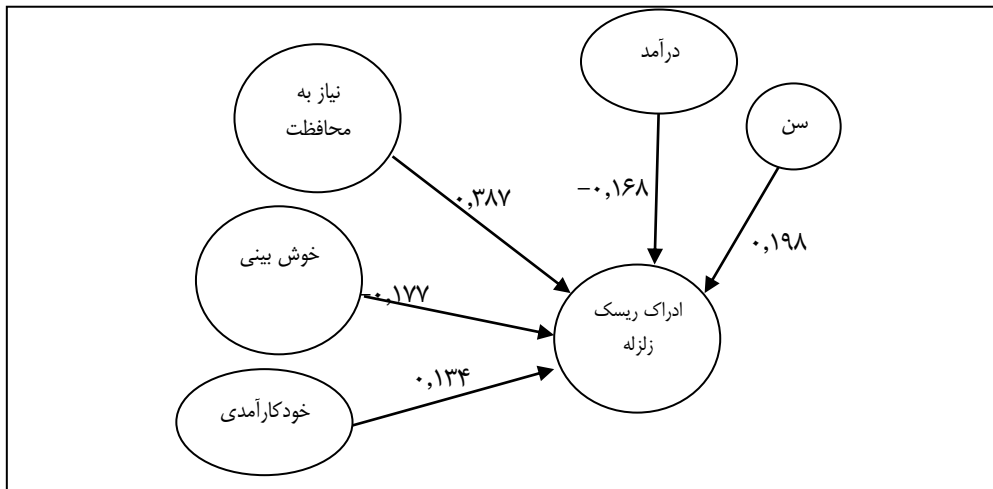 درآمد
نیاز به
محافظت
سن
۰,۳۸۷
-۰,۱۶۸
۰,۱۹۸
خوش بینی
-۰,۱۷۷
ادراک ریسک
زلزله
۰,۱۳۴
خودکارآمدی